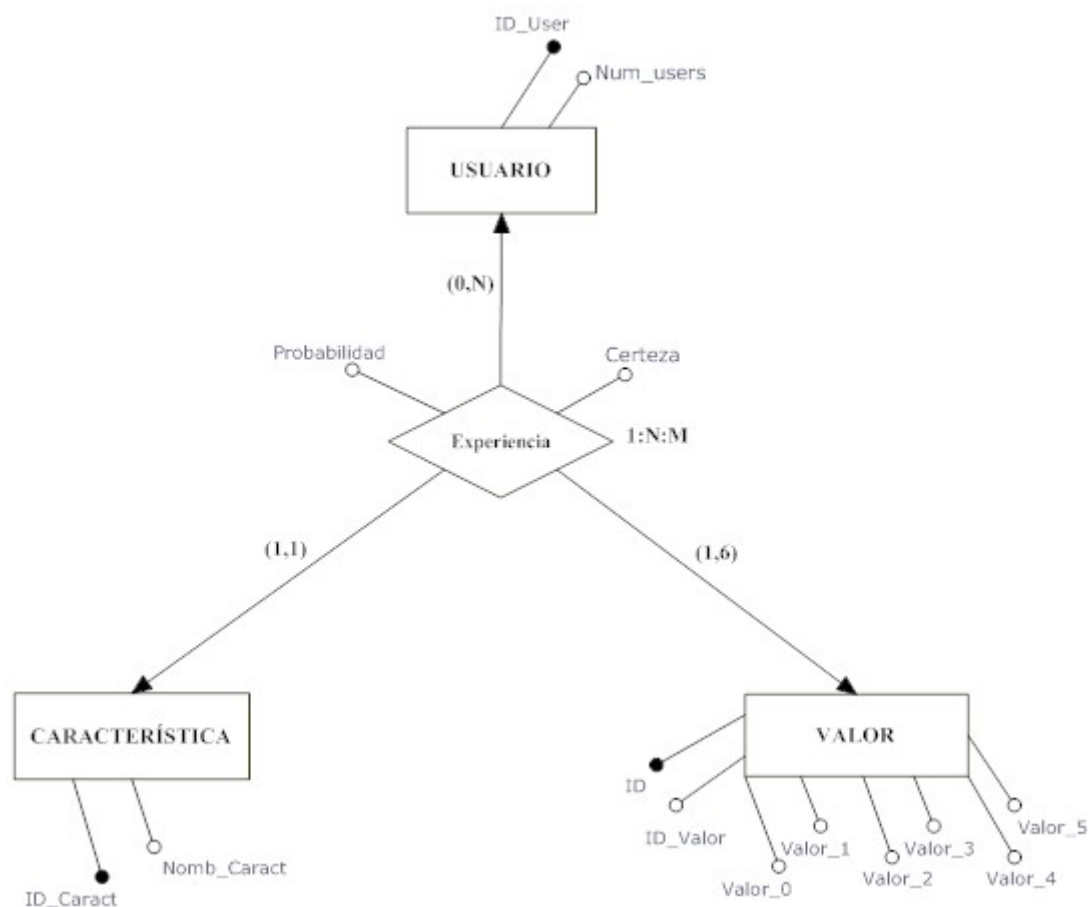 ID_User
Num_users
USUARIO
(0,N)
Probabilidad
Certeza
Experiencia
1:N:M
(1,1)
(1,6)
CARACTERÍSTICA
VALOR
ID
ID_Valor
Valor_5
Valor_1
Valor_3
Nomb_Caract
Valor_0
Valor_2
Valor_4
ID_Caract